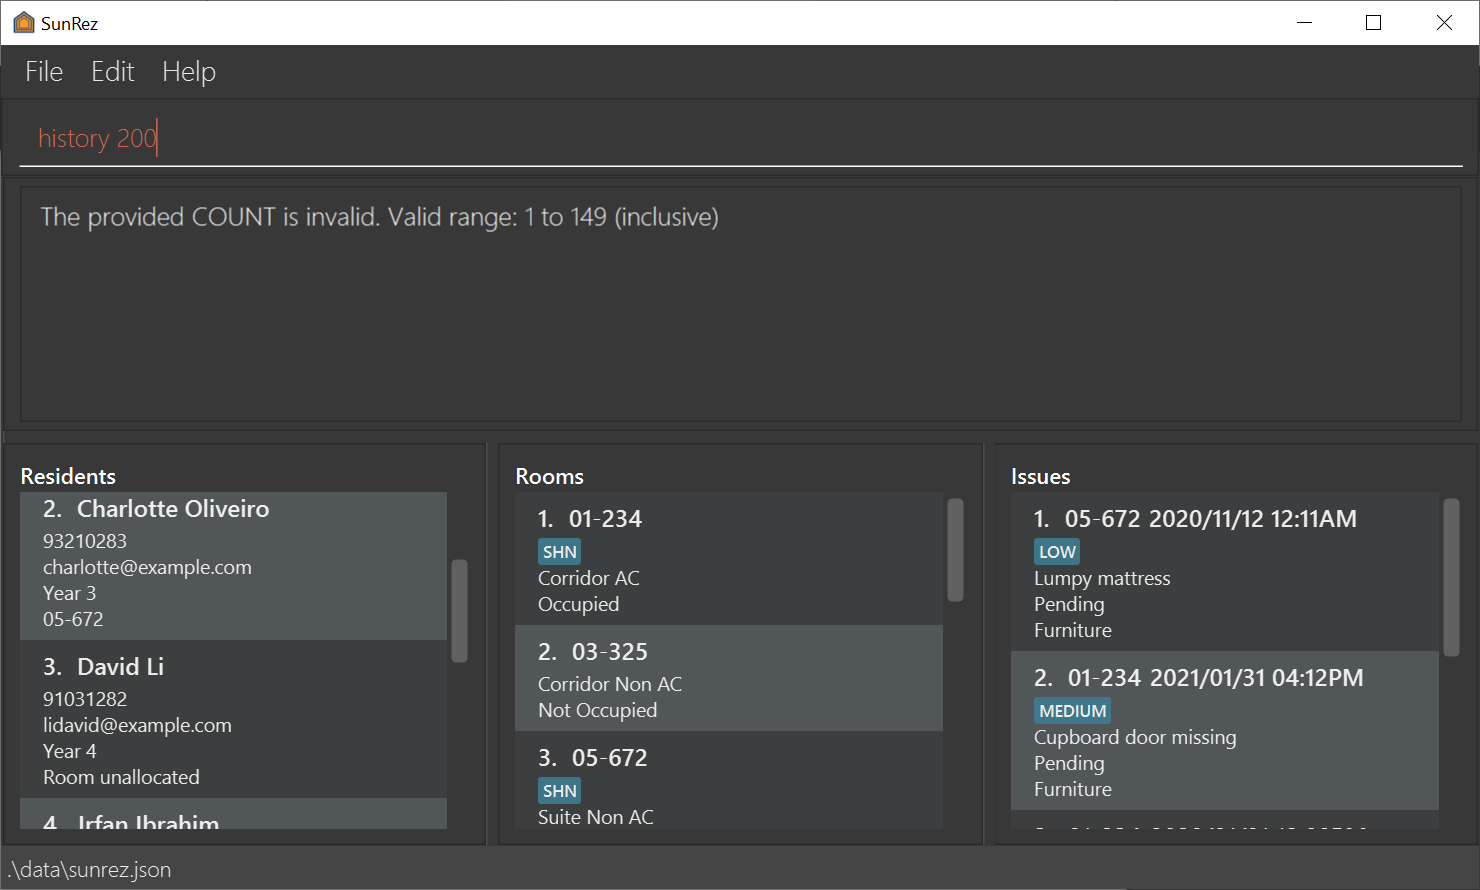 SunRez
File Edit Help
history 200
The provided COUNT is invalid. Valid range: 1 to 149 (inclusive)
Residents
2. Charlotte Oliveiro
93210283
charlotte@example.com
Year 3
05-672
3. David Li
91031282
lidavid@example.com
Year 4
Room unallocated
4. Irfan Ibrahim
Rooms
1. 01-234
SHN
Corridor AC
Occupied
2. 03-325
Corridor Non AC
Not Occupied
3. 05-672
SHN
Suite Non AC
Issues
1. 05-672 2020/11/12 12:11AM
LOW
Lumpy mattress
Pending
Furniture
2. 01-234 2021/01/31 04:12PM
MEDIUM
Cupboard door missing
Pending
Furniture
.\data\sunrez.json